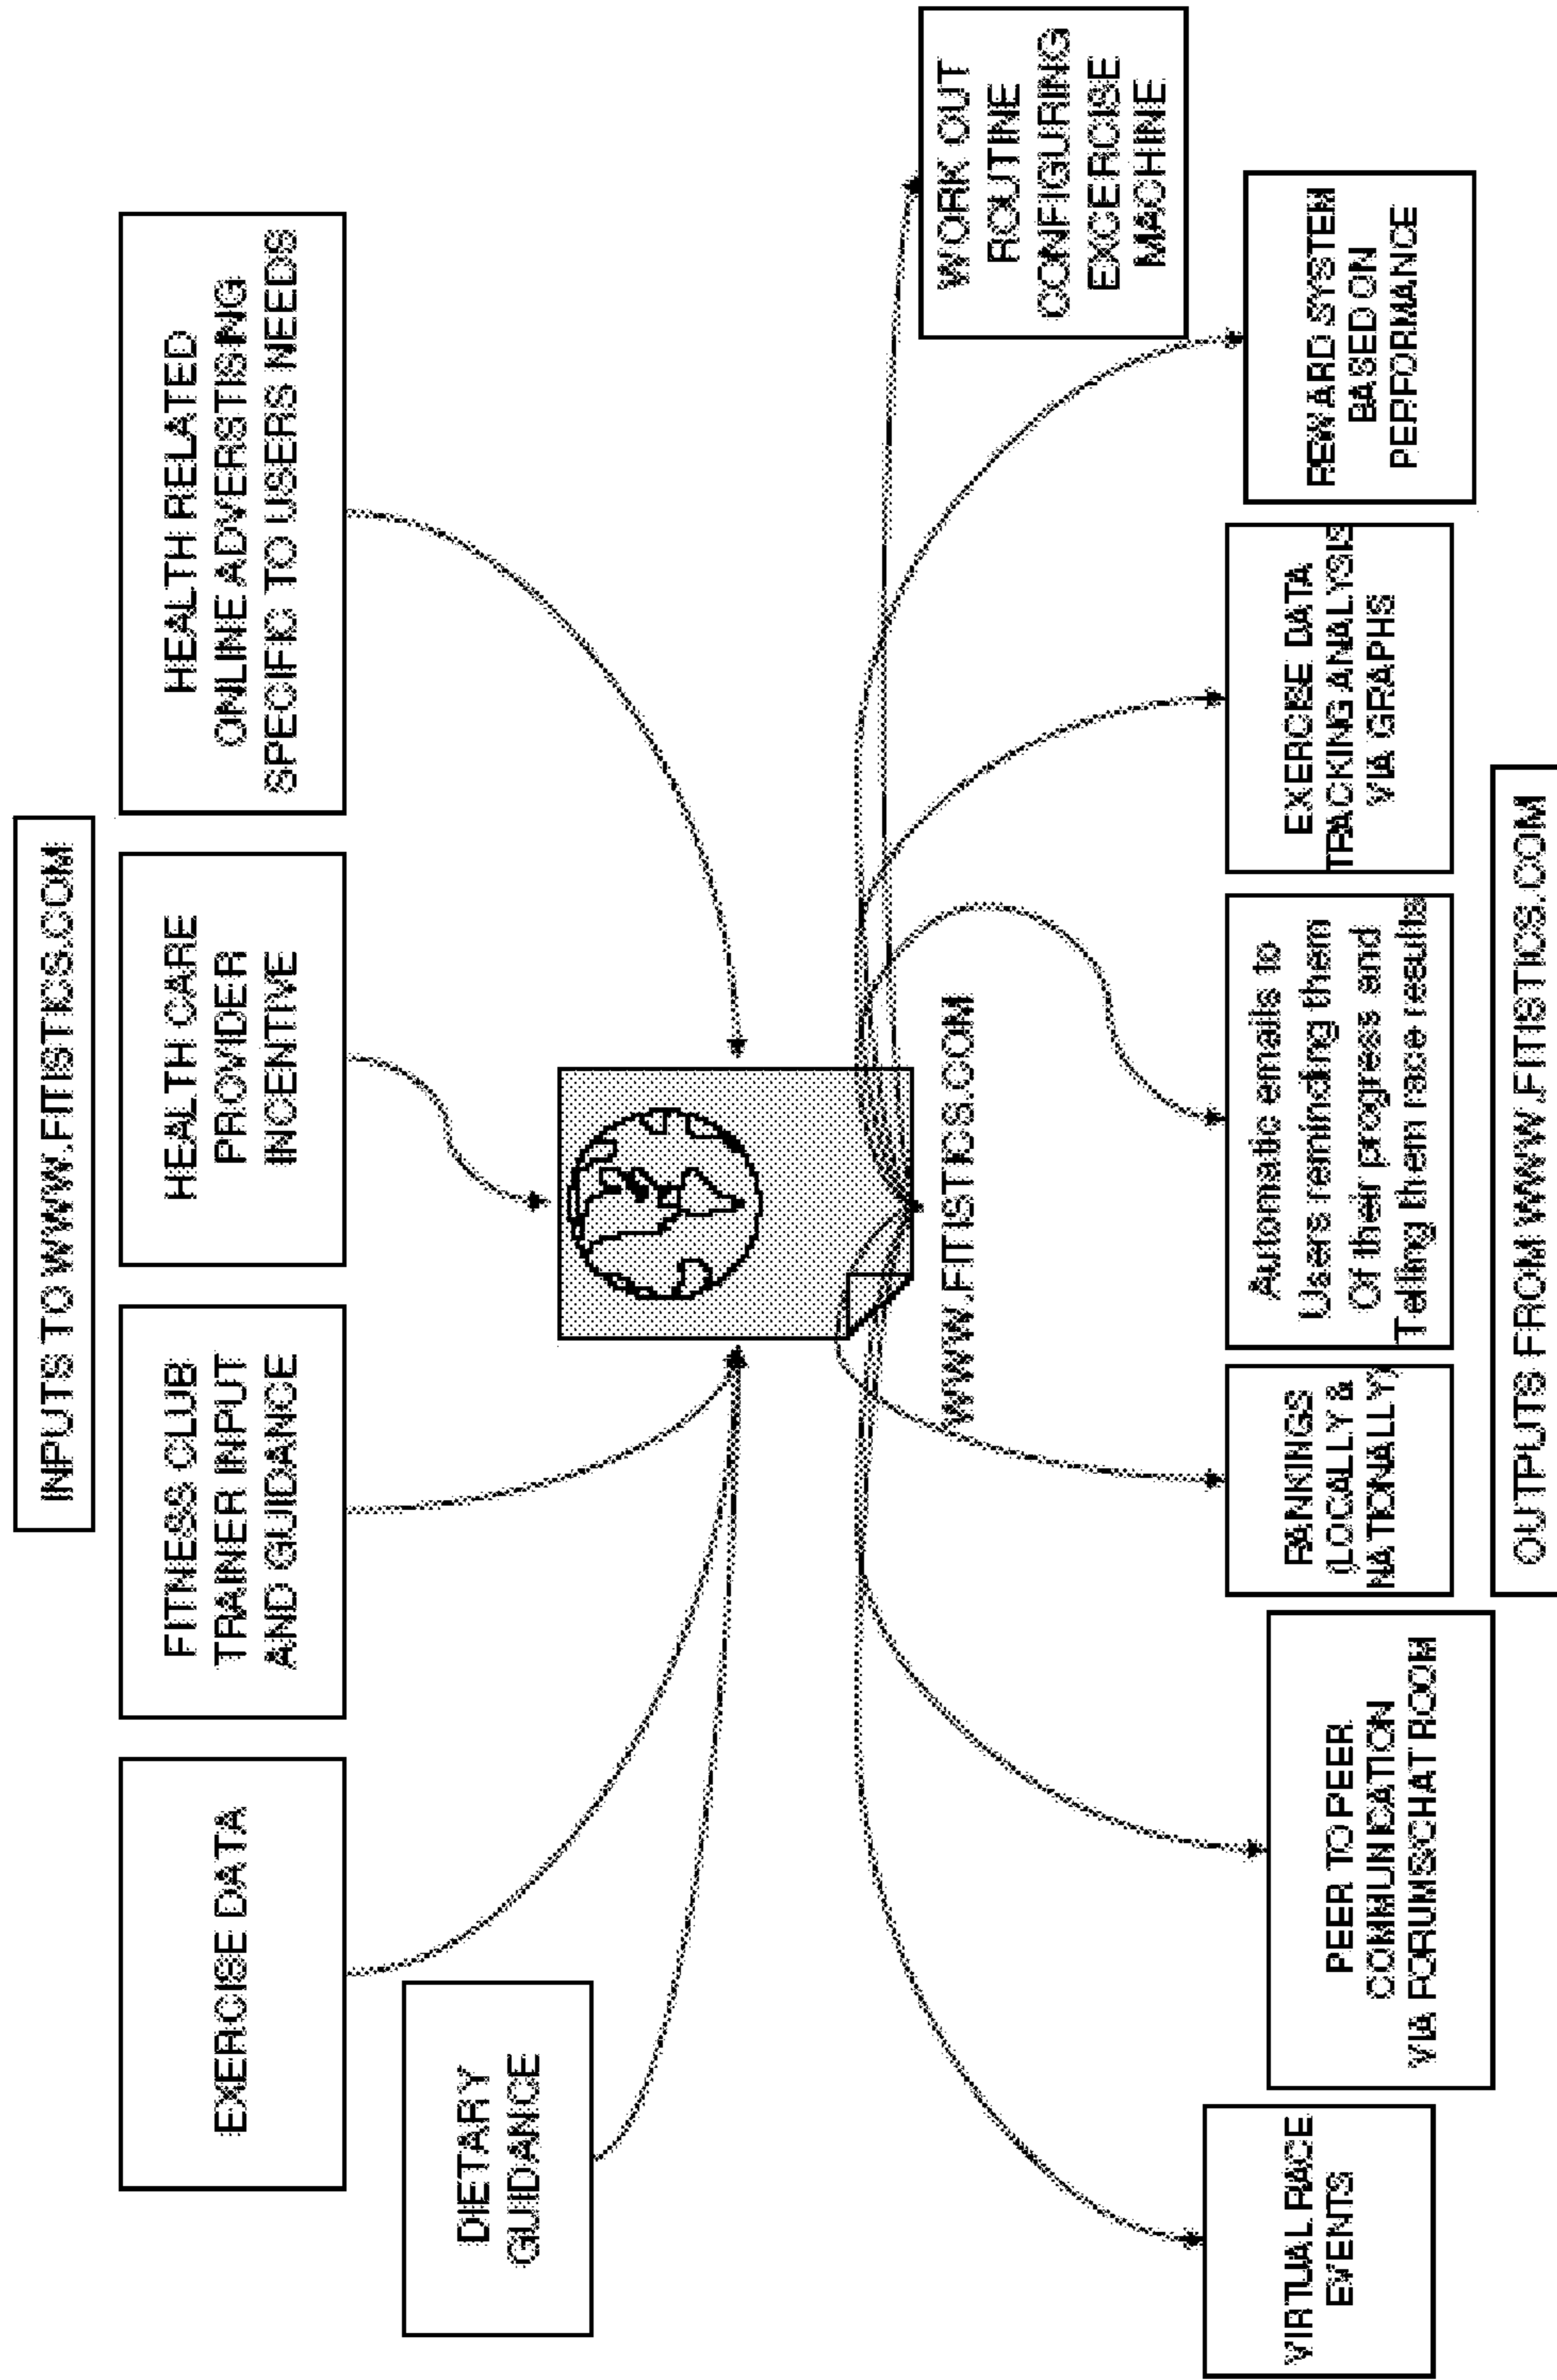 INPUTS TO WWW.FITISTICS.COM
EXERCISE DATA
FITNESS CLUB
TRAINER INPUT
AND GUIDANCE
HEALTH CARE
PROVIDER
INCENTIVE
HEALTH RELATED
ONLINE ADVERSTISING
SPECIFIC TO USERS NEEDS
DIETARY
GUIDANCE
WWW.FITISTICS.COM
WORK OUT
ROUTINE
CONFIGURING
EXCERCISE
MACHINE
VIRTUAL RACE
EVENTS
PEER TO PEER
COMMUNICATION
VIA FORUMS/CHAT ROOM
RANKINGS
(LOCALLY &
NATIONALLY)
Automatic emails to
Users reminding them
Of their progress and
Telling them race results
EXERCISE DATA
TRACKING ANALYSIS
VIA GRAPHS
REWARD SYSTEM
BASED ON
PERFORMANCE
OUTPUTS FROM WWW.FITISTICS.COM